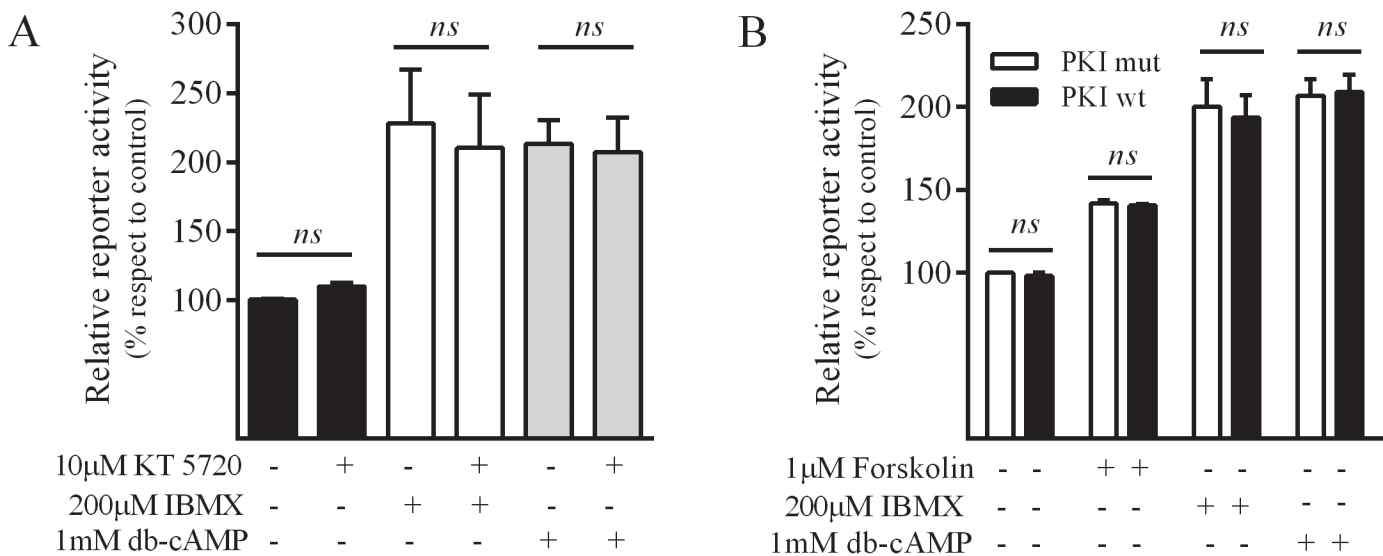 A
Relative reporter activity
(% respect to control)
300
250
200
150
100
ns
ns
ns
10μM KT 5720 - + - + - +
200μM IBMX - - + + - -
1mM db-cAMP - - - - + +
B
Relative reporter activity
(% respect to control)
250
200
150
100
PKI mut
PKI wt
ns
ns
ns
ns
1μM Forskolin - - + + - - - -
200μM IBMX - - - - + + - -
1mM db-cAMP - - - - - - + +